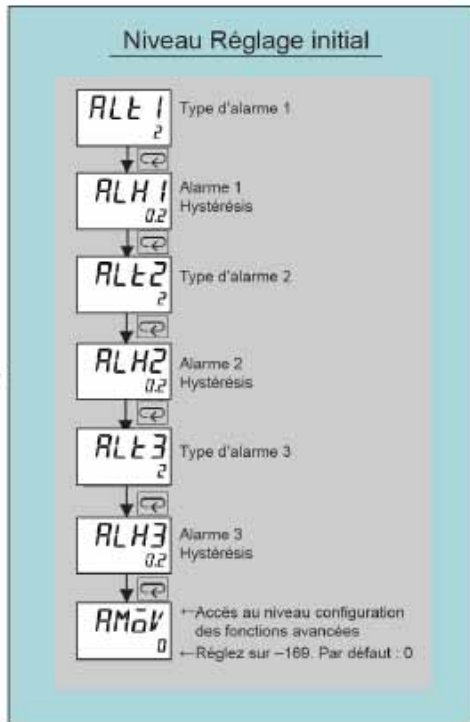 Niveau Réglage initial
ALt1
2
Type d'alarme 1
ALH1
0.2
Alarme 1
Hystérésis
ALt2
2
Type d'alarme 2
ALH2
0.2
Alarme 2
Hystérésis
ALt3
2
Type d'alarme 3
ALH3
0.2
Alarme 3
Hystérésis
AMoV
0
←Accès au niveau configuration
des fonctions avancées
←Réglez sur –169. Par défaut : 0